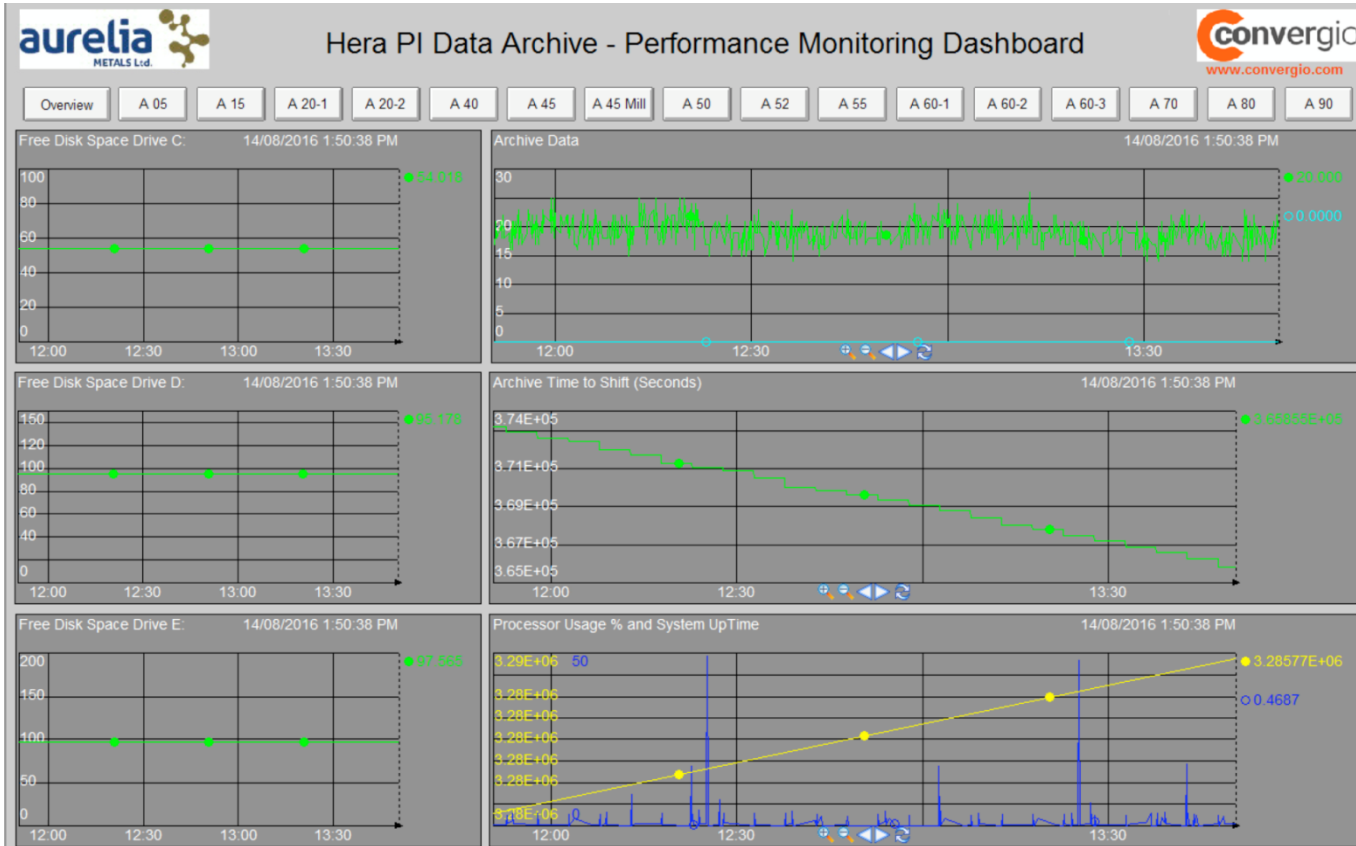 aurelia
METALS Ltd.
Hera PI Data Archive - Performance Monitoring Dashboard
convergio
www.convergio.com
Overview
A 05
A 15
A 20-1
A 20-2
A 40
A 45
A 45 Mill
A 50
A 52
A 55
A 60-1
A 60-2
A 60-3
A 70
A 80
A 90
Free Disk Space Drive C: 14/08/2016 1:50:38 PM
100
80
60
40
20
0
12:00 12:30 13:00 13:30
54.018
Archive Data 14/08/2016 1:50:38 PM
30
20
15
10
5
0
12:00 12:30 13:30
20.000
0.0000
Free Disk Space Drive D: 14/08/2016 1:50:38 PM
150
120
100
80
60
40
0
12:00 12:30 13:00 13:30
Archive Time to Shift (Seconds) 14/08/2016 1:50:38 PM
3.74E+05
3.71E+05
3.69E+05
3.67E+05
3.65E+05
12:00 12:30 13:30
Free Disk Space Drive E: 14/08/2016 1:50:38 PM
200
150
100
50
0
12:00 12:30 13:00 13:30
Processor Usage % and System UpTime 14/08/2016 1:50:38 PM
3.29E+06 50
3.28E+06
3.28E+06
3.28E+06
3.28E+06
3.28E+06
3.28E+06 0
12:00 12:30 13:30
3.28577E+06
0.4687